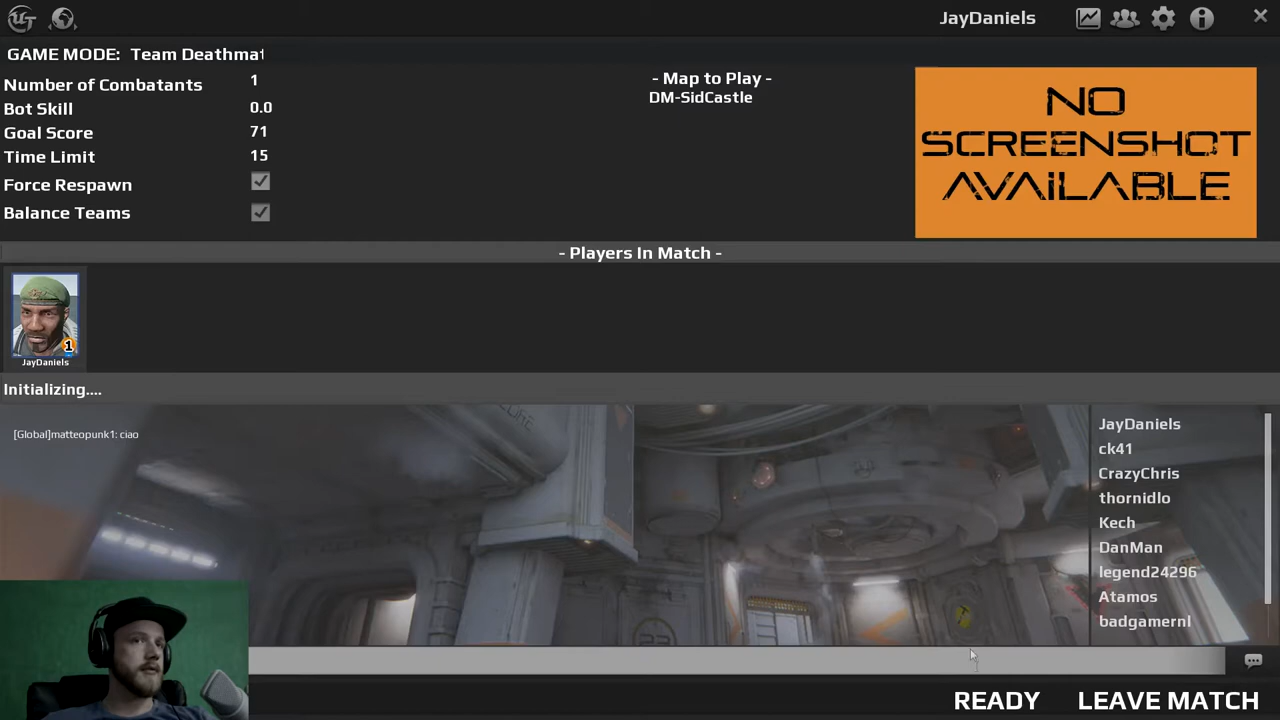 JayDaniels
GAME MODE: Team Deathmat
Number of Combatants 1
Bot Skill 0.0
Goal Score 71
Time Limit 15
Force Respawn
Balance Teams
- Map to Play -
DM-SidCastle
NO
SCREENSHOT
AVAILABLE
- Players In Match -
1
JayDaniels
Initializing....
[Global]matteopunk1: ciao
JayDaniels
ck41
CrazyChris
thornidlo
Kech
DanMan
legend24296
Atamos
badgamernl
READY LEAVE MATCH